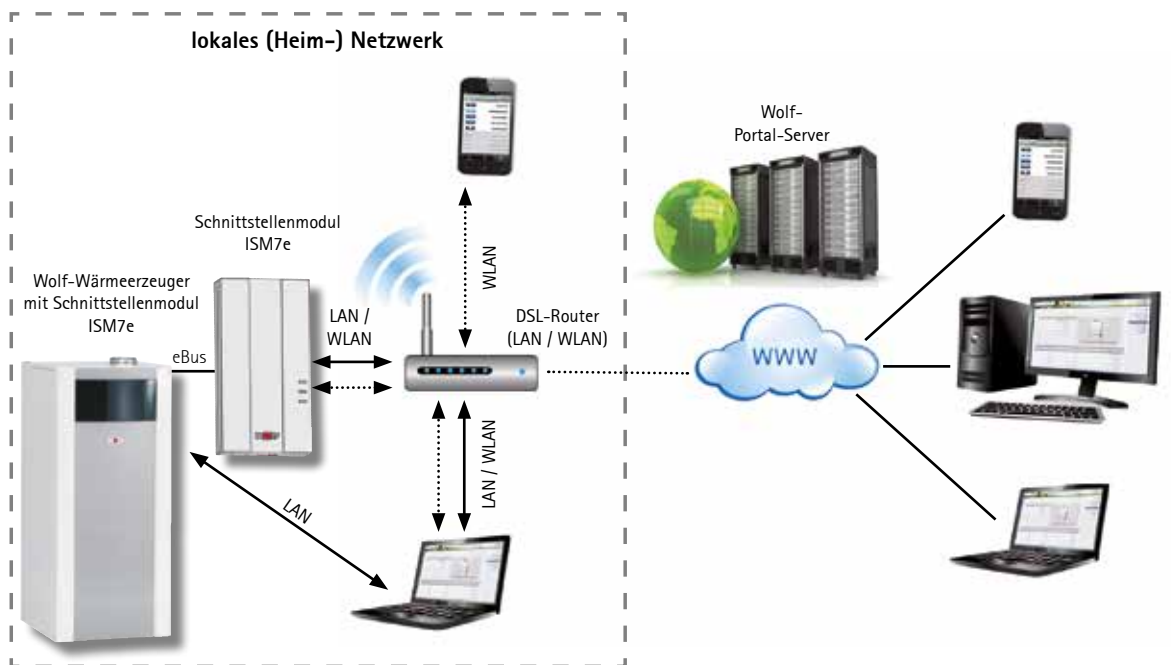 lokales (Heim-) Netzwerk
Wolf-
Portal-Server
Schnittstellenmodul
ISM7e
WLAN
Wolf-Wärmeerzeuger
mit Schnittstellenmodul
ISM7e
LAN /
WLAN
DSL-Router
(LAN / WLAN)
eBus
WWW
LAN / WLAN
LAN